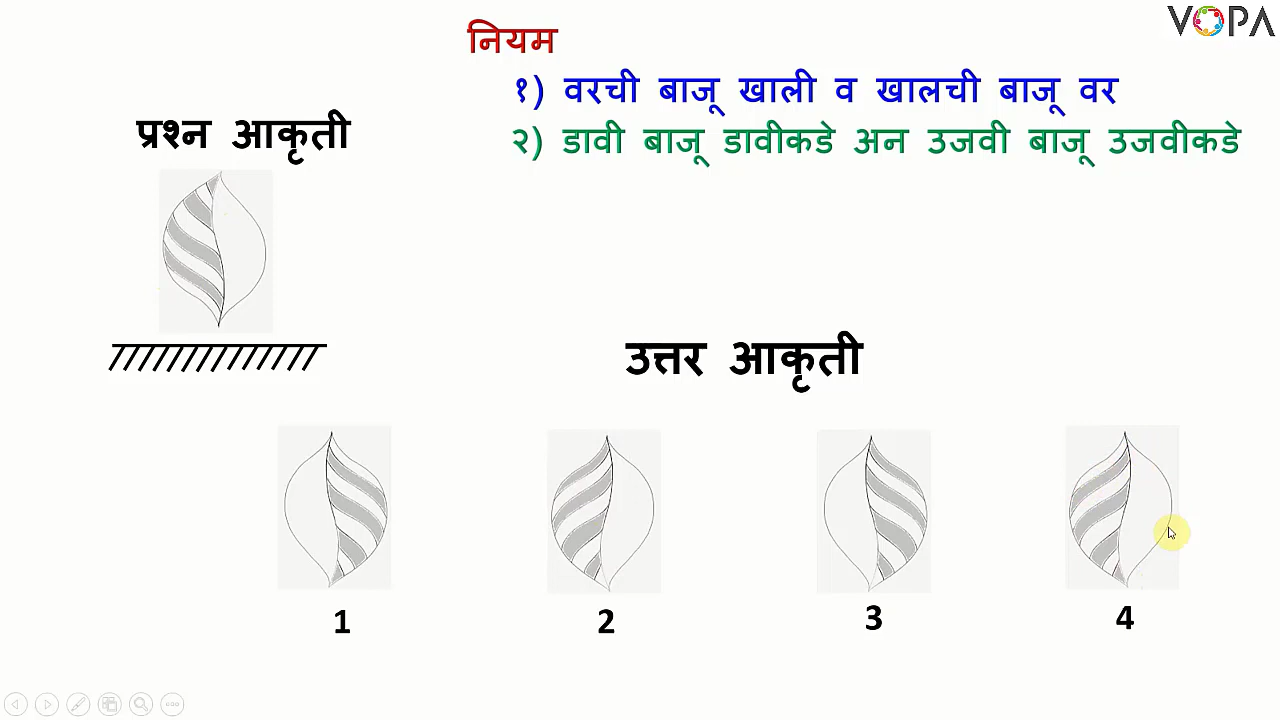 VOPA
नियम
१) वरची बाजू खाली व खालची बाजू वर
प्रश्न आकृती
२) डावी बाजू डावीकडे अन उजवी बाजू उजवीकडे
उत्तर आकृती
1 2 3 4